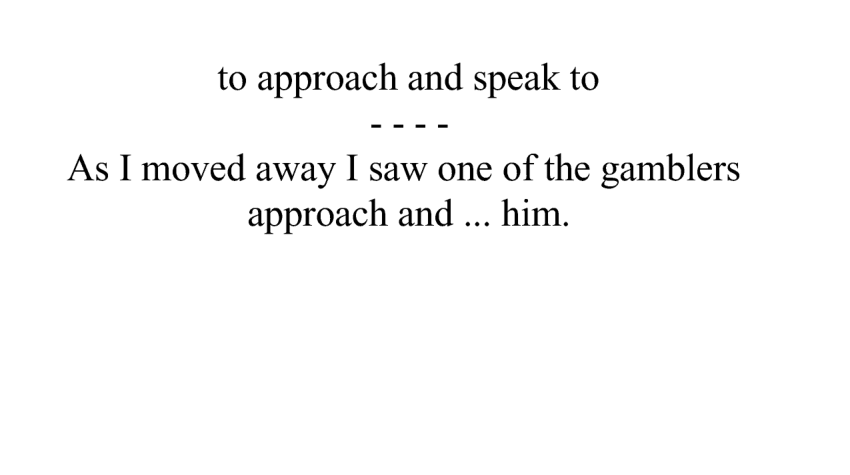 to approach and speak to
- - - -
As I moved away I saw one of the gamblers
approach and ... him.